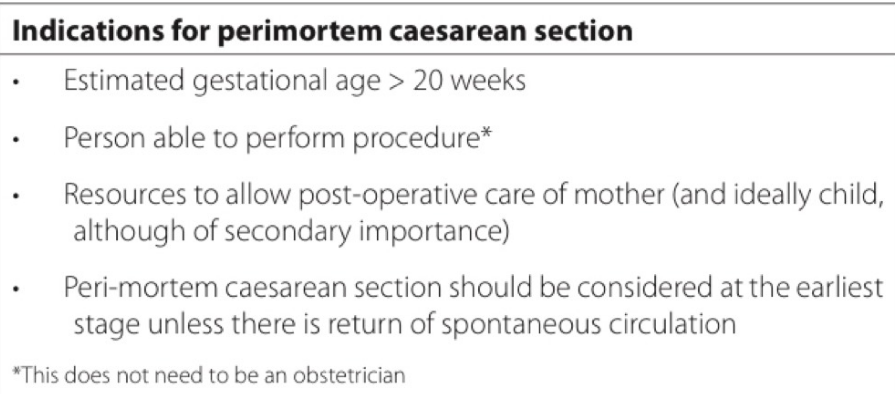 Indications for perimortem caesarean section
• Estimated gestational age > 20 weeks
• Person able to perform procedure*
• Resources to allow post-operative care of mother (and ideally child,
although of secondary importance)
• Peri-mortem caesarean section should be considered at the earliest
stage unless there is return of spontaneous circulation
*This does not need to be an obstetrician